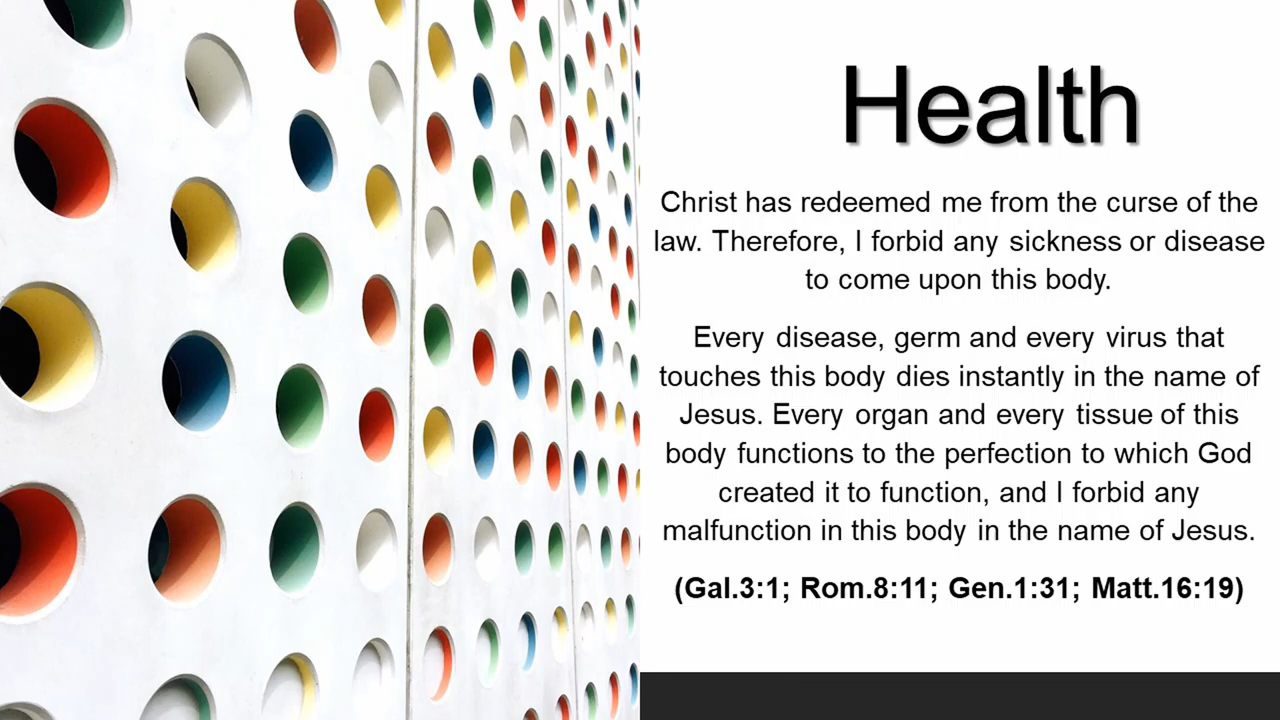 Health
Christ has redeemed me from the curse of the
law. Therefore, I forbid any sickness or disease
to come upon this body.
Every disease, germ and every virus that
touches this body dies instantly in the name of
Jesus. Every organ and every tissue of this
body functions to the perfection to which God
created it to function, and I forbid any
malfunction in this body in the name of Jesus.
(Gal.3:1; Rom.8:11; Gen.1:31; Matt.16:19)